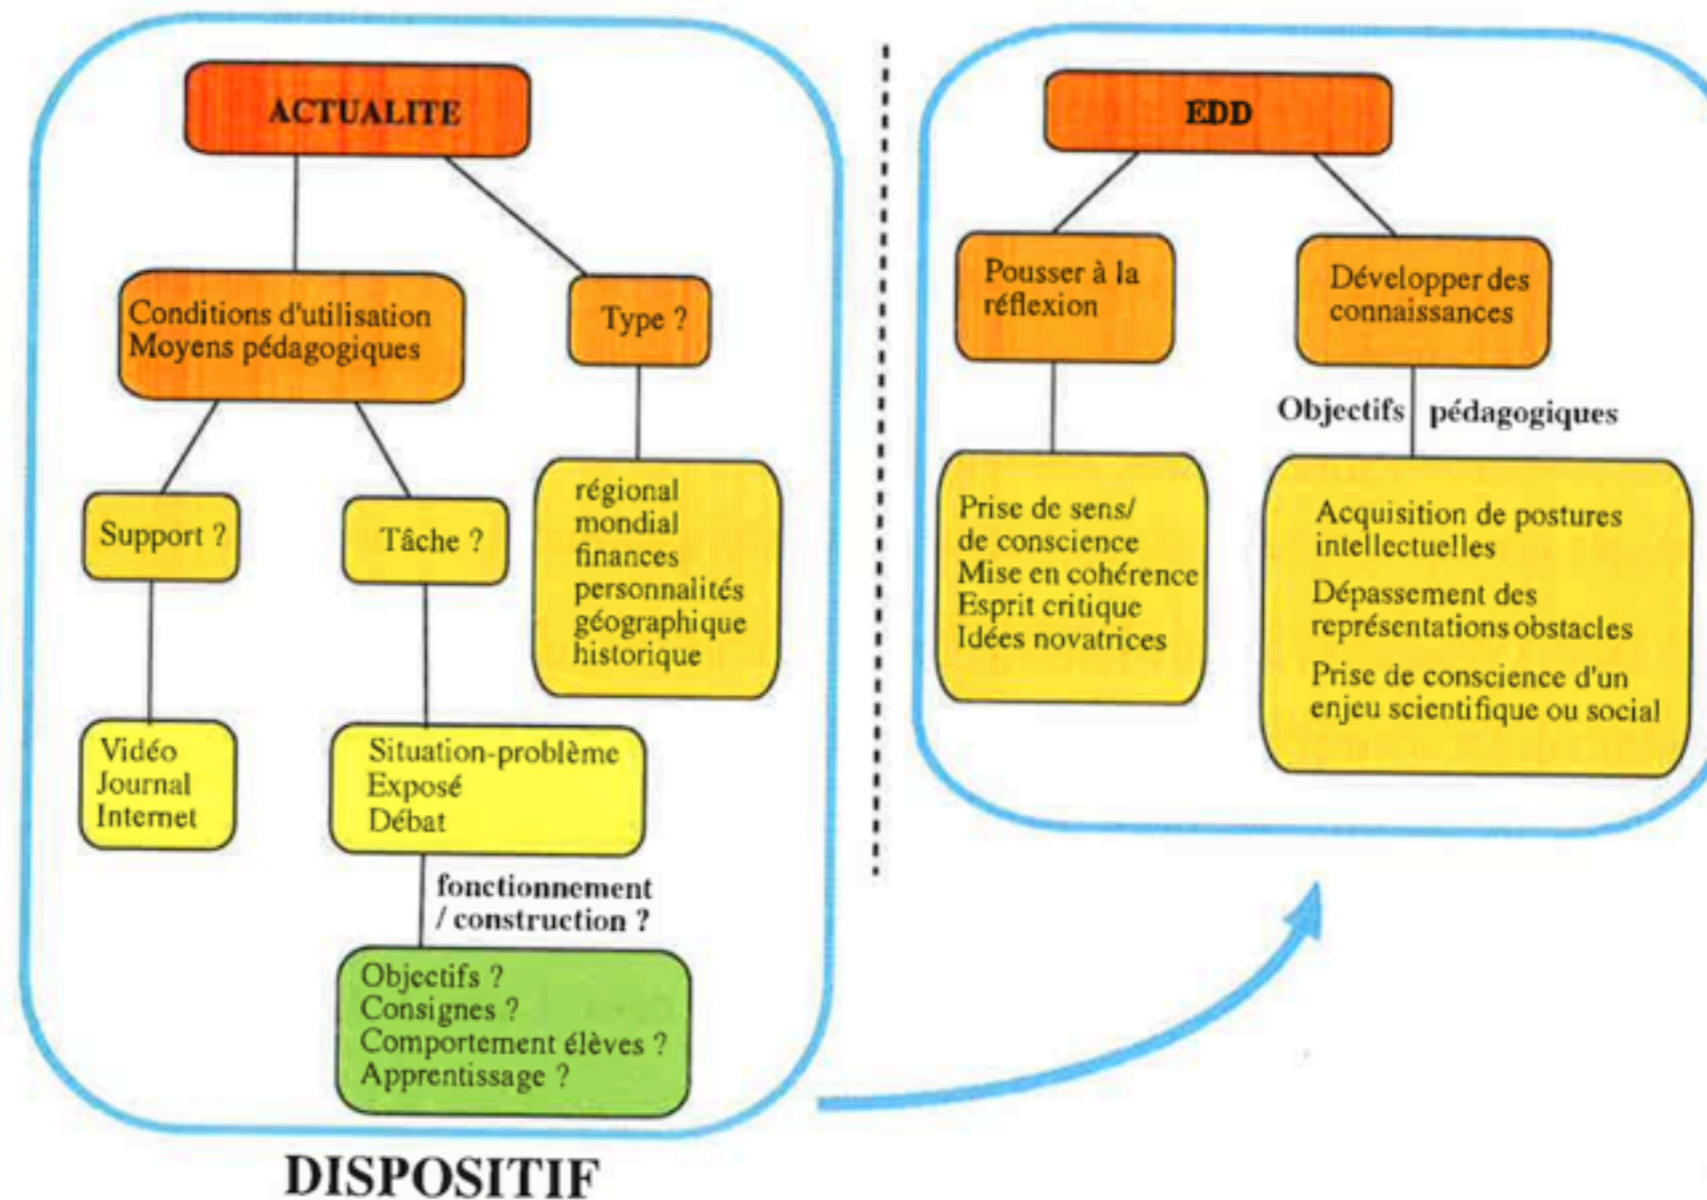 ACTUALITE
Conditions d'utilisation
Moyens pédagogiques
Type ?
Support ?
Tâche ?
régional
mondial
finances
personnalités
géographique
historique
Vidéo
Journal
Internet
Situation-problème
Exposé
Débat
fonctionnement
/ construction ?
Objectifs ?
Consignes ?
Comportement élèves ?
Apprentissage ?
DISPOSITIF
EDD
Pousser à la
réflexion
Développer des
connaissances
Objectifs pédagogiques
Prise de sens/
de conscience
Mise en cohérence
Esprit critique
Idées novatrices
Acquisition de postures
intellectuelles
Dépassement des
représentations obstacles
Prise de conscience d'un
enjeu scientifique ou social